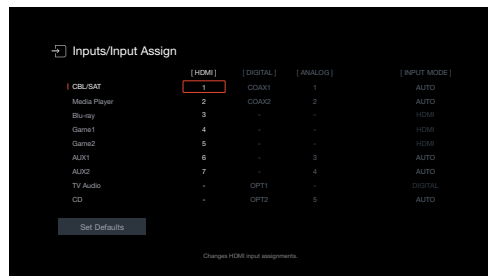 Inputs/Input Assign
[ HDMI ] [ DIGITAL ] [ ANALOG ] [ INPUT MODE ]
CBL/SAT 1 COAX1 1 AUTO
Media Player 2 COAX2 2 AUTO
Blu-ray 3 - - HDMI
Game1 4 - - HDMI
Game2 5 - - HDMI
AUX1 6 - 3 AUTO
AUX2 7 - 4 AUTO
TV Audio - OPT1 - DIGITAL
CD - OPT2 5 AUTO
Set Defaults
Changes HDMI input assignments.